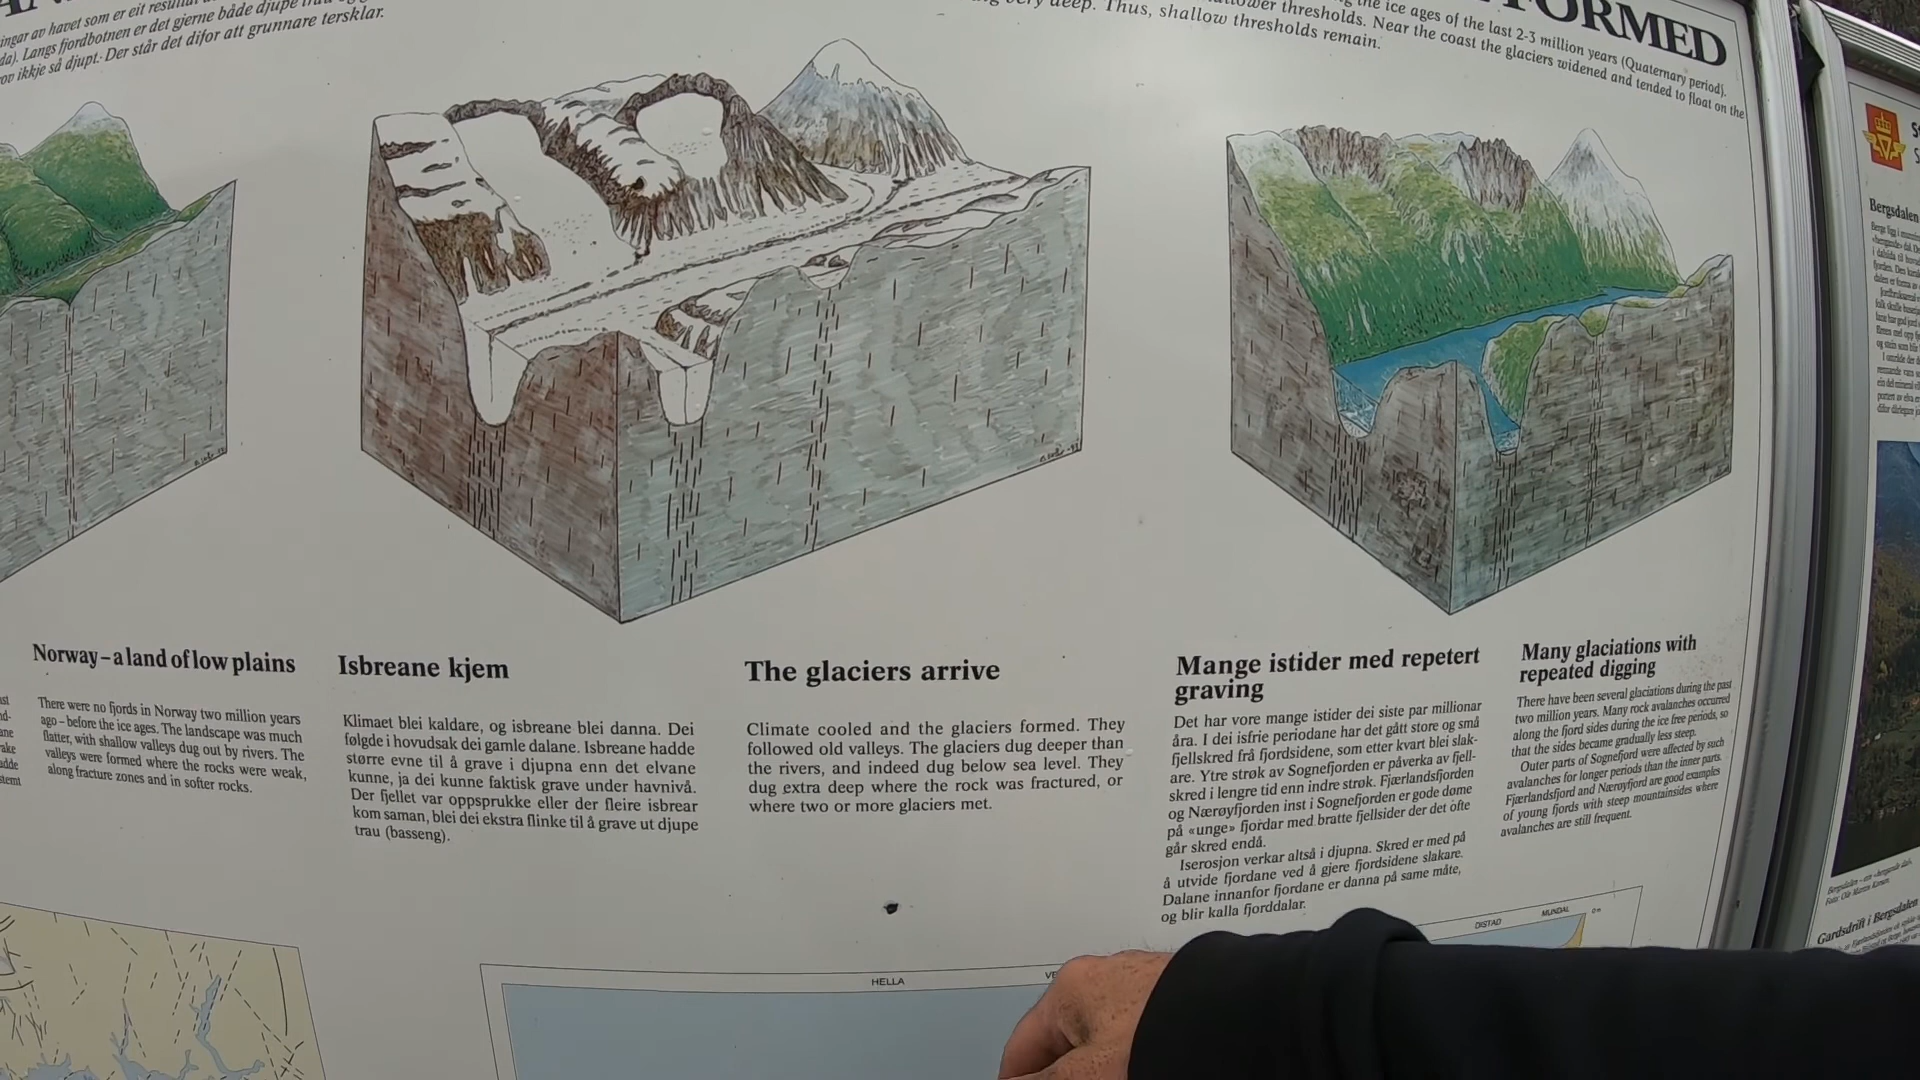 ingar av havet som er eit
da). Langs fjordbotnen er det gjerne både djupe
ikkje så djupt. Der står det difor att grunnare tersklar.
FORMED
the ice ages of the last 2-3 million years (Quaternary period).
thresholds. Near the coast the glaciers widened and tended to float on the
very deep. Thus, shallow thresholds remain.
Norway – a land of low plains
There were no fjords in Norway two million years
ago – before the ice ages. The landscape was much
flatter, with shallow valleys dug out by rivers. The
valleys were formed where the rocks were weak,
along fracture zones and in softer rocks.
Isbreane kjem
Klimaet blei kaldare, og isbreane blei danna. Dei
følgde i hovudsak dei gamle dalane. Isbreane hadde
større evne til å grave i djupna enn det elvane
kunne, ja dei kunne faktisk grave under havnivå.
Der fjellet var oppsprukke eller der fleire isbrear
kom saman, blei dei ekstra flinke til å grave ut djupe
trau (basseng).
The glaciers arrive
Climate cooled and the glaciers formed. They
followed old valleys. The glaciers dug deeper than
the rivers, and indeed dug below sea level. They
dug extra deep where the rock was fractured, or
where two or more glaciers met.
Mange istider med repetert
graving
Det har vore mange istider dei siste par millionar
åra. I dei isfrie periodane har det gått store og små
fjellskred frå fjordsidene, som etter kvart blei slak-
are. Ytre strøk av Sognefjorden er påverka av fjell-
skred i lengre tid enn indre strøk. Fjærlandsfjorden
og Nærøyfjorden inst i Sognefjorden er gode døme
på «unge» fjordar med bratte fjellsider der det ofte
går skred endå.
Iserosjon verkar altså i djupna. Skred er med på
å utvide fjordane ved å gjere fjordsidene slakare.
Dalane innanfor fjordane er danna på same måte,
og blir kalla fjorddalar.
Many glaciations with
repeated digging
There have been several glaciations during the past
two million years. Many rock avalanches occurred
along the fjord sides during the ice free periods, so
that the sides became gradually less steep.
Outer parts of Sognefjord were affected by such
avalanches for longer periods than the inner parts.
Fjærlandsfjord and Nærøyfjord are good examples
of young fjords with steep mountainsides where
avalanches are still frequent.
HELLA
DISTAD
MUNDAL
0 m
Bergsdalen
Gardsdrift i Bergsdalen